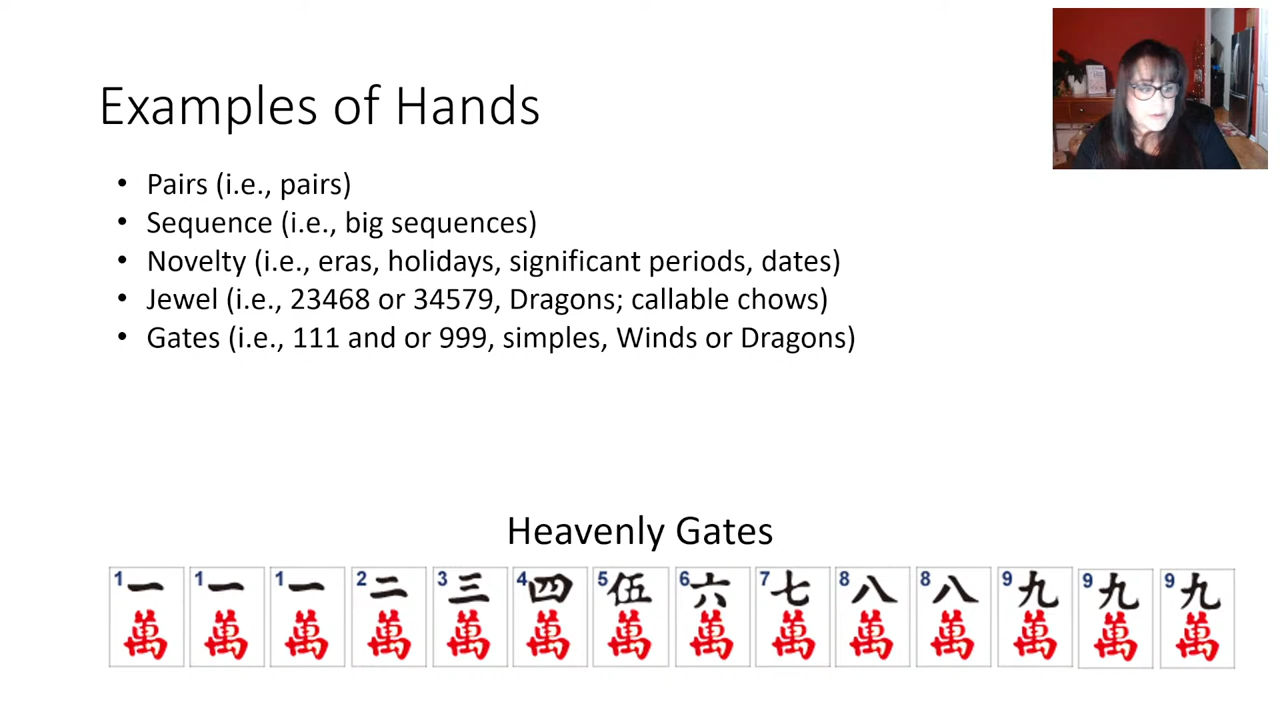 Examples of Hands
• Pairs (i.e., pairs)
• Sequence (i.e., big sequences)
• Novelty (i.e., eras, holidays, significant periods, dates)
• Jewel (i.e., 23468 or 34579, Dragons; callable chows)
• Gates (i.e., 111 and or 999, simples, Winds or Dragons)
Heavenly Gates
1 一 1 一 1 一 2 二 3 三 4 四 5 伍 6 六 7 七 8 八 8 八 9 九 9 九 9 九
萬 萬 萬 萬 萬 萬 萬 萬 萬 萬 萬 萬 萬 萬